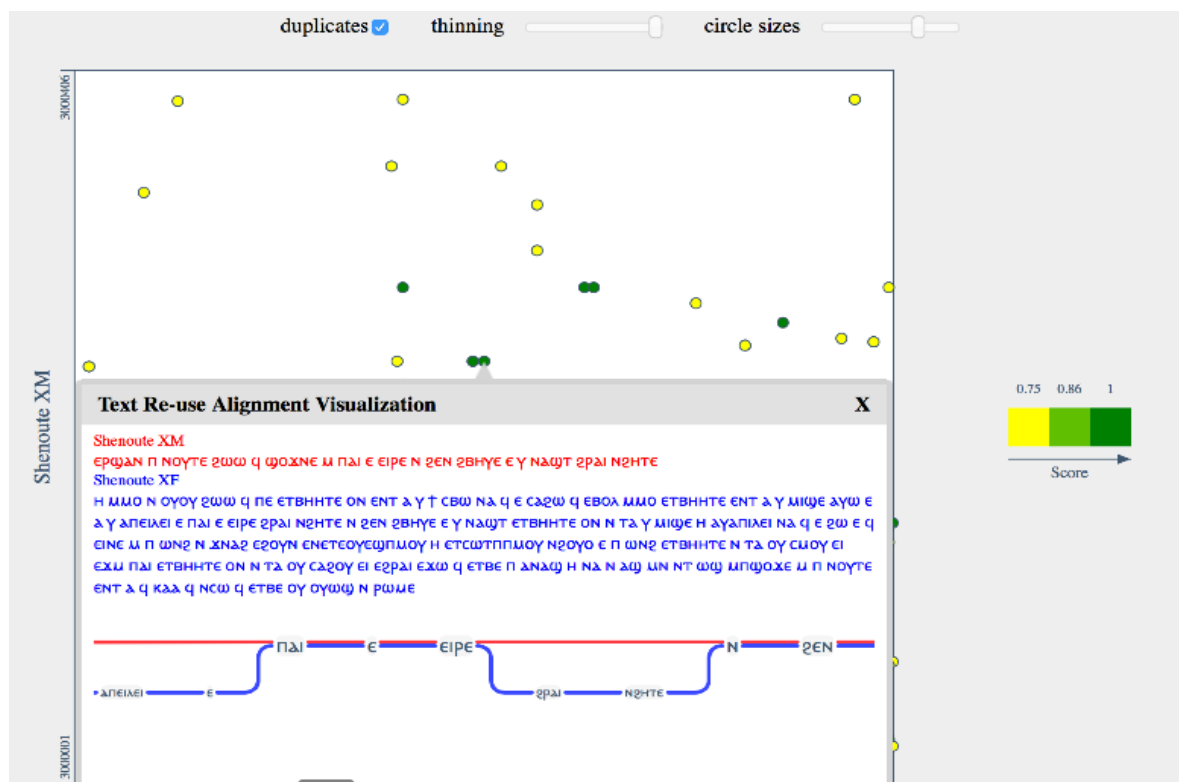 duplicates thinning circle sizes
3000406
Shenoute XM
3000001
0.75 0.86 1
Score
Text Re-use Alignment Visualization X
Shenoute XM
ⲉⲣϣⲁⲛ ⲡ ⲛⲟⲩⲧⲉ ϩⲱⲱ ϥ ϣⲟϫⲛⲉ ⲙ ⲡⲁⲓ ⲉ ⲉⲓⲣⲉ ⲛ ϩⲉⲛ ϩⲃⲏⲩⲉ ⲉ ⲩ ⲛⲁϣⲧ ϩⲣⲁⲓ ⲛϩⲏⲧⲉ
Shenoute XF
ⲏ ⲙⲙⲟ ⲛ ⲟⲩⲟⲩ ϩⲱⲱ ϥ ⲡⲉ ⲉⲧⲃⲏⲏⲧⲉ ⲟⲛ ⲉⲛⲧ ⲁ ⲩ ϯ ⲥⲃⲱ ⲛⲁ ϥ ⲉ ⲥⲁϩⲱ ϥ ⲉⲃⲟⲗ ⲙⲙⲟ ⲉⲧⲃⲏⲏⲧⲉ ⲉⲛⲧ ⲁ ⲩ ⲙⲓϣⲉ ⲁⲩⲱ ⲉ
ⲁ ⲩ ⲁⲡⲉⲓⲗⲉⲓ ⲉ ⲡⲁⲓ ⲉ ⲉⲓⲣⲉ ϩⲣⲁⲓ ⲛϩⲏⲧⲉ ⲛ ϩⲉⲛ ϩⲃⲏⲩⲉ ⲉ ⲩ ⲛⲁϣⲧ ⲉⲧⲃⲏⲏⲧⲉ ⲟⲛ ⲛ ⲧⲁ ⲩ ⲙⲓϣⲉ ⲏ ⲁⲩⲁⲡⲓⲗⲉⲓ ⲛⲁ ϥ ⲉ ϩⲱ ⲉ ϥ
ⲉⲓⲛⲉ ⲙ ⲡ ⲱⲛϩ ⲛ ϫⲛⲁϩ ⲉϩⲟⲩⲛ ⲉⲛⲉⲧⲉⲟⲩⲉϣⲡⲙⲟⲩ ⲏ ⲉⲧⲥⲱⲧⲡⲡⲙⲟⲩ ⲛϩⲟⲩⲟ ⲉ ⲡ ⲱⲛϩ ⲉⲧⲃⲏⲏⲧⲉ ⲛ ⲧⲁ ⲟⲩ ⲥⲙⲟⲩ ⲉⲓ
ⲉϫⲙ ⲡⲁⲓ ⲉⲧⲃⲏⲏⲧⲉ ⲟⲛ ⲛ ⲧⲁ ⲟⲩ ⲥⲁϩⲟⲩ ⲉⲓ ⲉϩⲣⲁⲓ ⲉϫⲱ ϥ ⲉⲧⲃⲉ ⲡ ⲁⲛⲁϣ ⲏ ⲛⲁ ⲛ ⲁϣ ⲙⲛ ⲛⲧ ⲱϣ ⲙⲡϣⲟϫⲉ ⲙ ⲡ ⲛⲟⲩⲧⲉ
ⲉⲛⲧ ⲁ ϥ ⲕⲁⲁ ϥ ⲛⲥⲱ ϥ ⲉⲧⲃⲉ ⲟⲩ ⲟⲩⲱϣ ⲛ ⲣⲱⲙⲉ
ⲡⲁⲓ ⲉ ⲉⲓⲣⲉ ⲛ ϩⲉⲛ
ⲁⲡⲉⲓⲗⲉⲓ ⲉ ϩⲣⲁⲓ ⲛϩⲏⲧⲉ